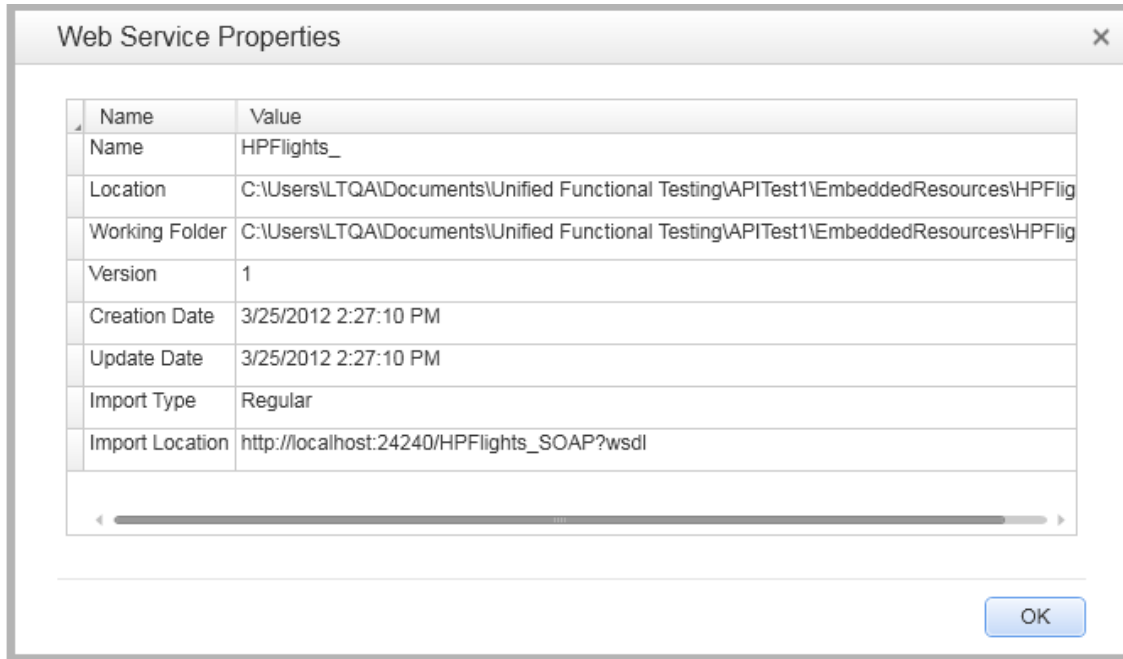 Web Service Properties
Name Value
Name HPFlights_
Location C:\Users\LTQA\Documents\Unified Functional Testing\APITest1\EmbeddedResources\HPFlig
Working Folder C:\Users\LTQA\Documents\Unified Functional Testing\APITest1\EmbeddedResources\HPFlig
Version 1
Creation Date 3/25/2012 2:27:10 PM
Update Date 3/25/2012 2:27:10 PM
Import Type Regular
Import Location http://localhost:24240/HPFlights_SOAP?wsdl
OK